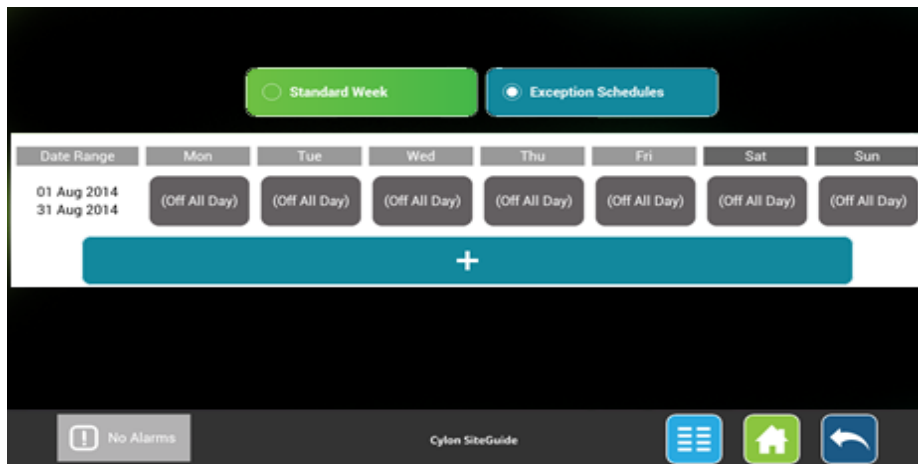 Standard Week
Exception Schedules
Date Range Mon Tue Wed Thu Fri Sat Sun
01 Aug 2014
31 Aug 2014
(Off All Day) (Off All Day) (Off All Day) (Off All Day) (Off All Day) (Off All Day) (Off All Day)
+
No Alarms
Cylon SiteGuide